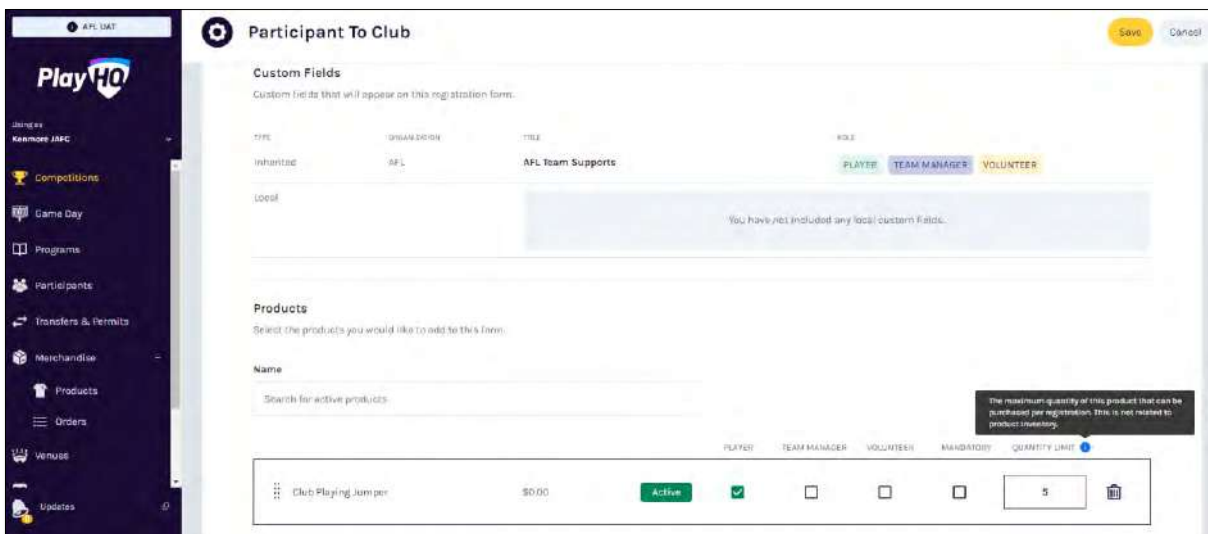 AFL UAT
PlayHQ
Using as
Kenmore JAFC
Competitions
Game Day
Programs
Participants
Transfers & Permits
Merchandise
Products
Orders
Venues
Updates
Participant To Club
Save Cancel
Custom Fields
Custom fields that will appear on this registration form.
TYPE ORGANISATION TITLE ROLE
Inherited AFL AFL Team Supports PLAYER TEAM MANAGER VOLUNTEER
Local You have not included any local custom fields.
Products
Select the products you would like to add to this form.
Name
Search for active products
The maximum quantity of this product that can be
purchased per registration. This is not related to
product inventory.
PLAYER TEAM MANAGER VOLUNTEER MANDATORY QUANTITY LIMIT
Club Playing Jumper $0.00 Active 5